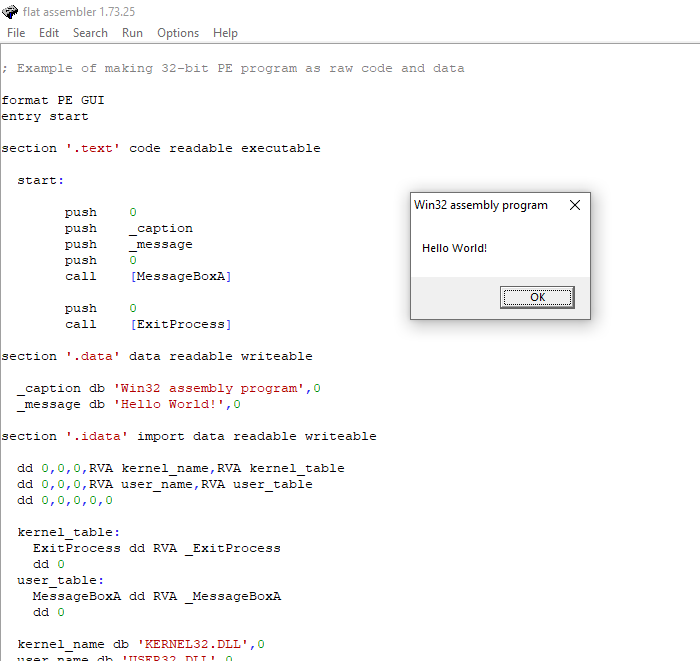 flat assembler 1.73.25
File Edit Search Run Options Help
; Example of making 32-bit PE program as raw code and data
format PE GUI
entry start
section '.text' code readable executable
start:
push 0
push _caption
push _message
push 0
call [MessageBoxA]
push 0
call [ExitProcess]
section '.data' data readable writeable
_caption db 'Win32 assembly program',0
_message db 'Hello World!',0
section '.idata' import data readable writeable
dd 0,0,0,RVA kernel_name,RVA kernel_table
dd 0,0,0,RVA user_name,RVA user_table
dd 0,0,0,0,0
kernel_table:
ExitProcess dd RVA _ExitProcess
dd 0
user_table:
MessageBoxA dd RVA _MessageBoxA
dd 0
kernel_name db 'KERNEL32.DLL',0
user_name db 'USER32.DLL',0
Win32 assembly program
Hello World!
OK